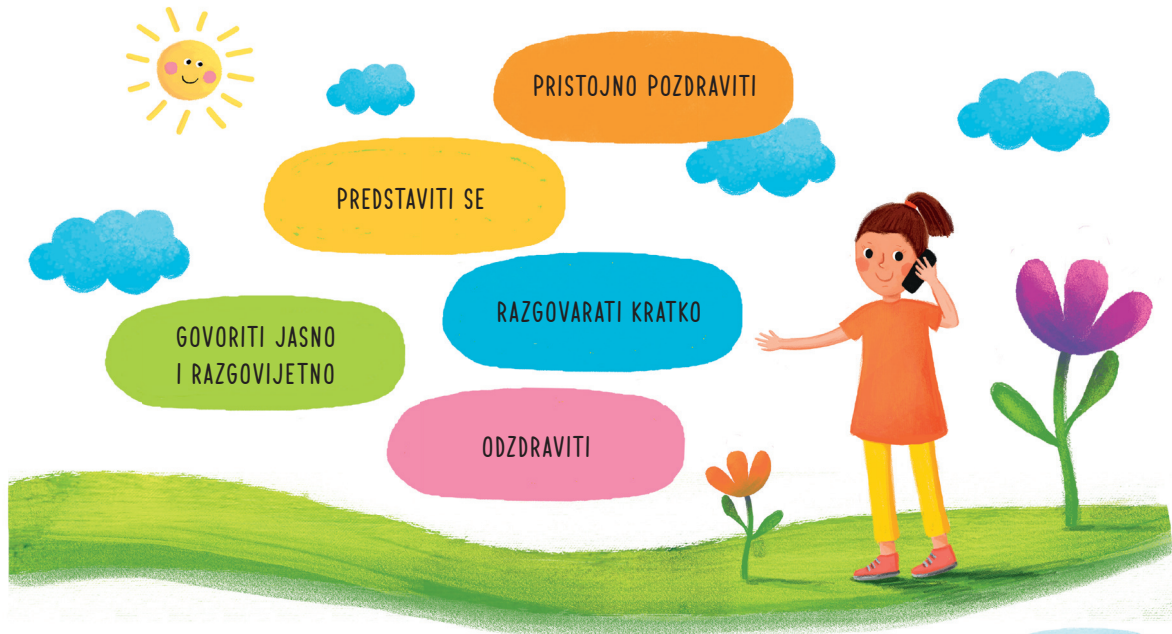 PRISTOJNO POZDRAVITI
PREDSTAVITI SE
RAZGOVARATI KRATKO
GOVORITI JASNO
I RAZGOVIJETNO
ODZDRAVITI